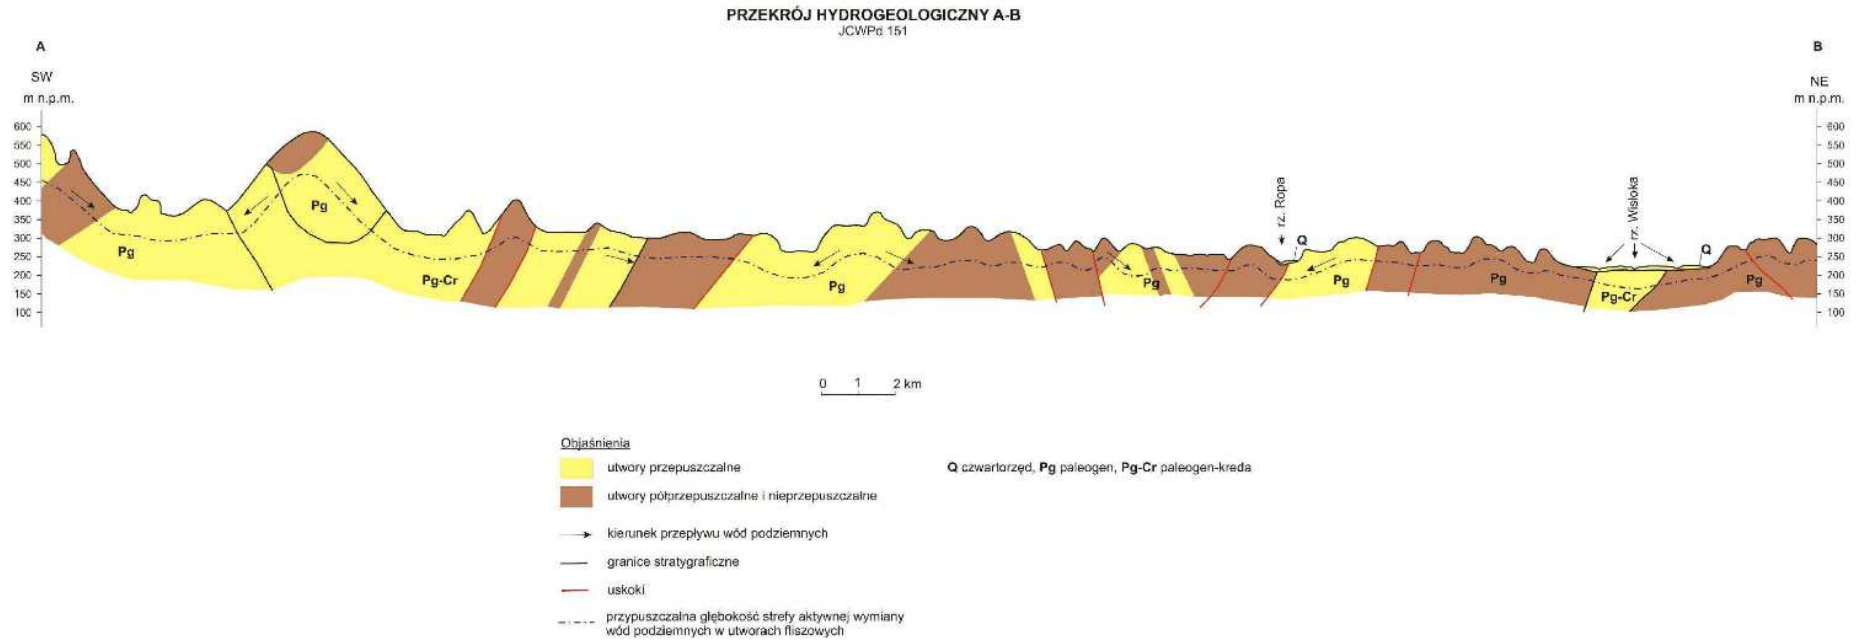 PRZEKRÓJ HYDROGEOLOGICZNY A-B
JCWPd 151
A
B
SW
NE
m n.p.m.
m n.p.m.
600
550
500
450
400
350
300
250
200
150
100
600
550
500
450
400
350
300
250
200
150
100
Pg
Pg
Pg-Cr
Pg
Pg
rz. Ropa
Q
Pg
Pg
rz. Wisłoka
Q
Pg-Cr
Pg
0 1 2 km
Objaśnienia
utwory przepuszczalne
utwory półprzepuszczalne i nieprzepuszczalne
kierunek przepływu wód podziemnych
granice stratygraficzne
uskoki
przypuszczalna głębokość strefy aktywnej wymiany
wód podziemnych w utworach fliszowych
Q czwartorzęd, Pg paleogen, Pg-Cr paleogen-kreda